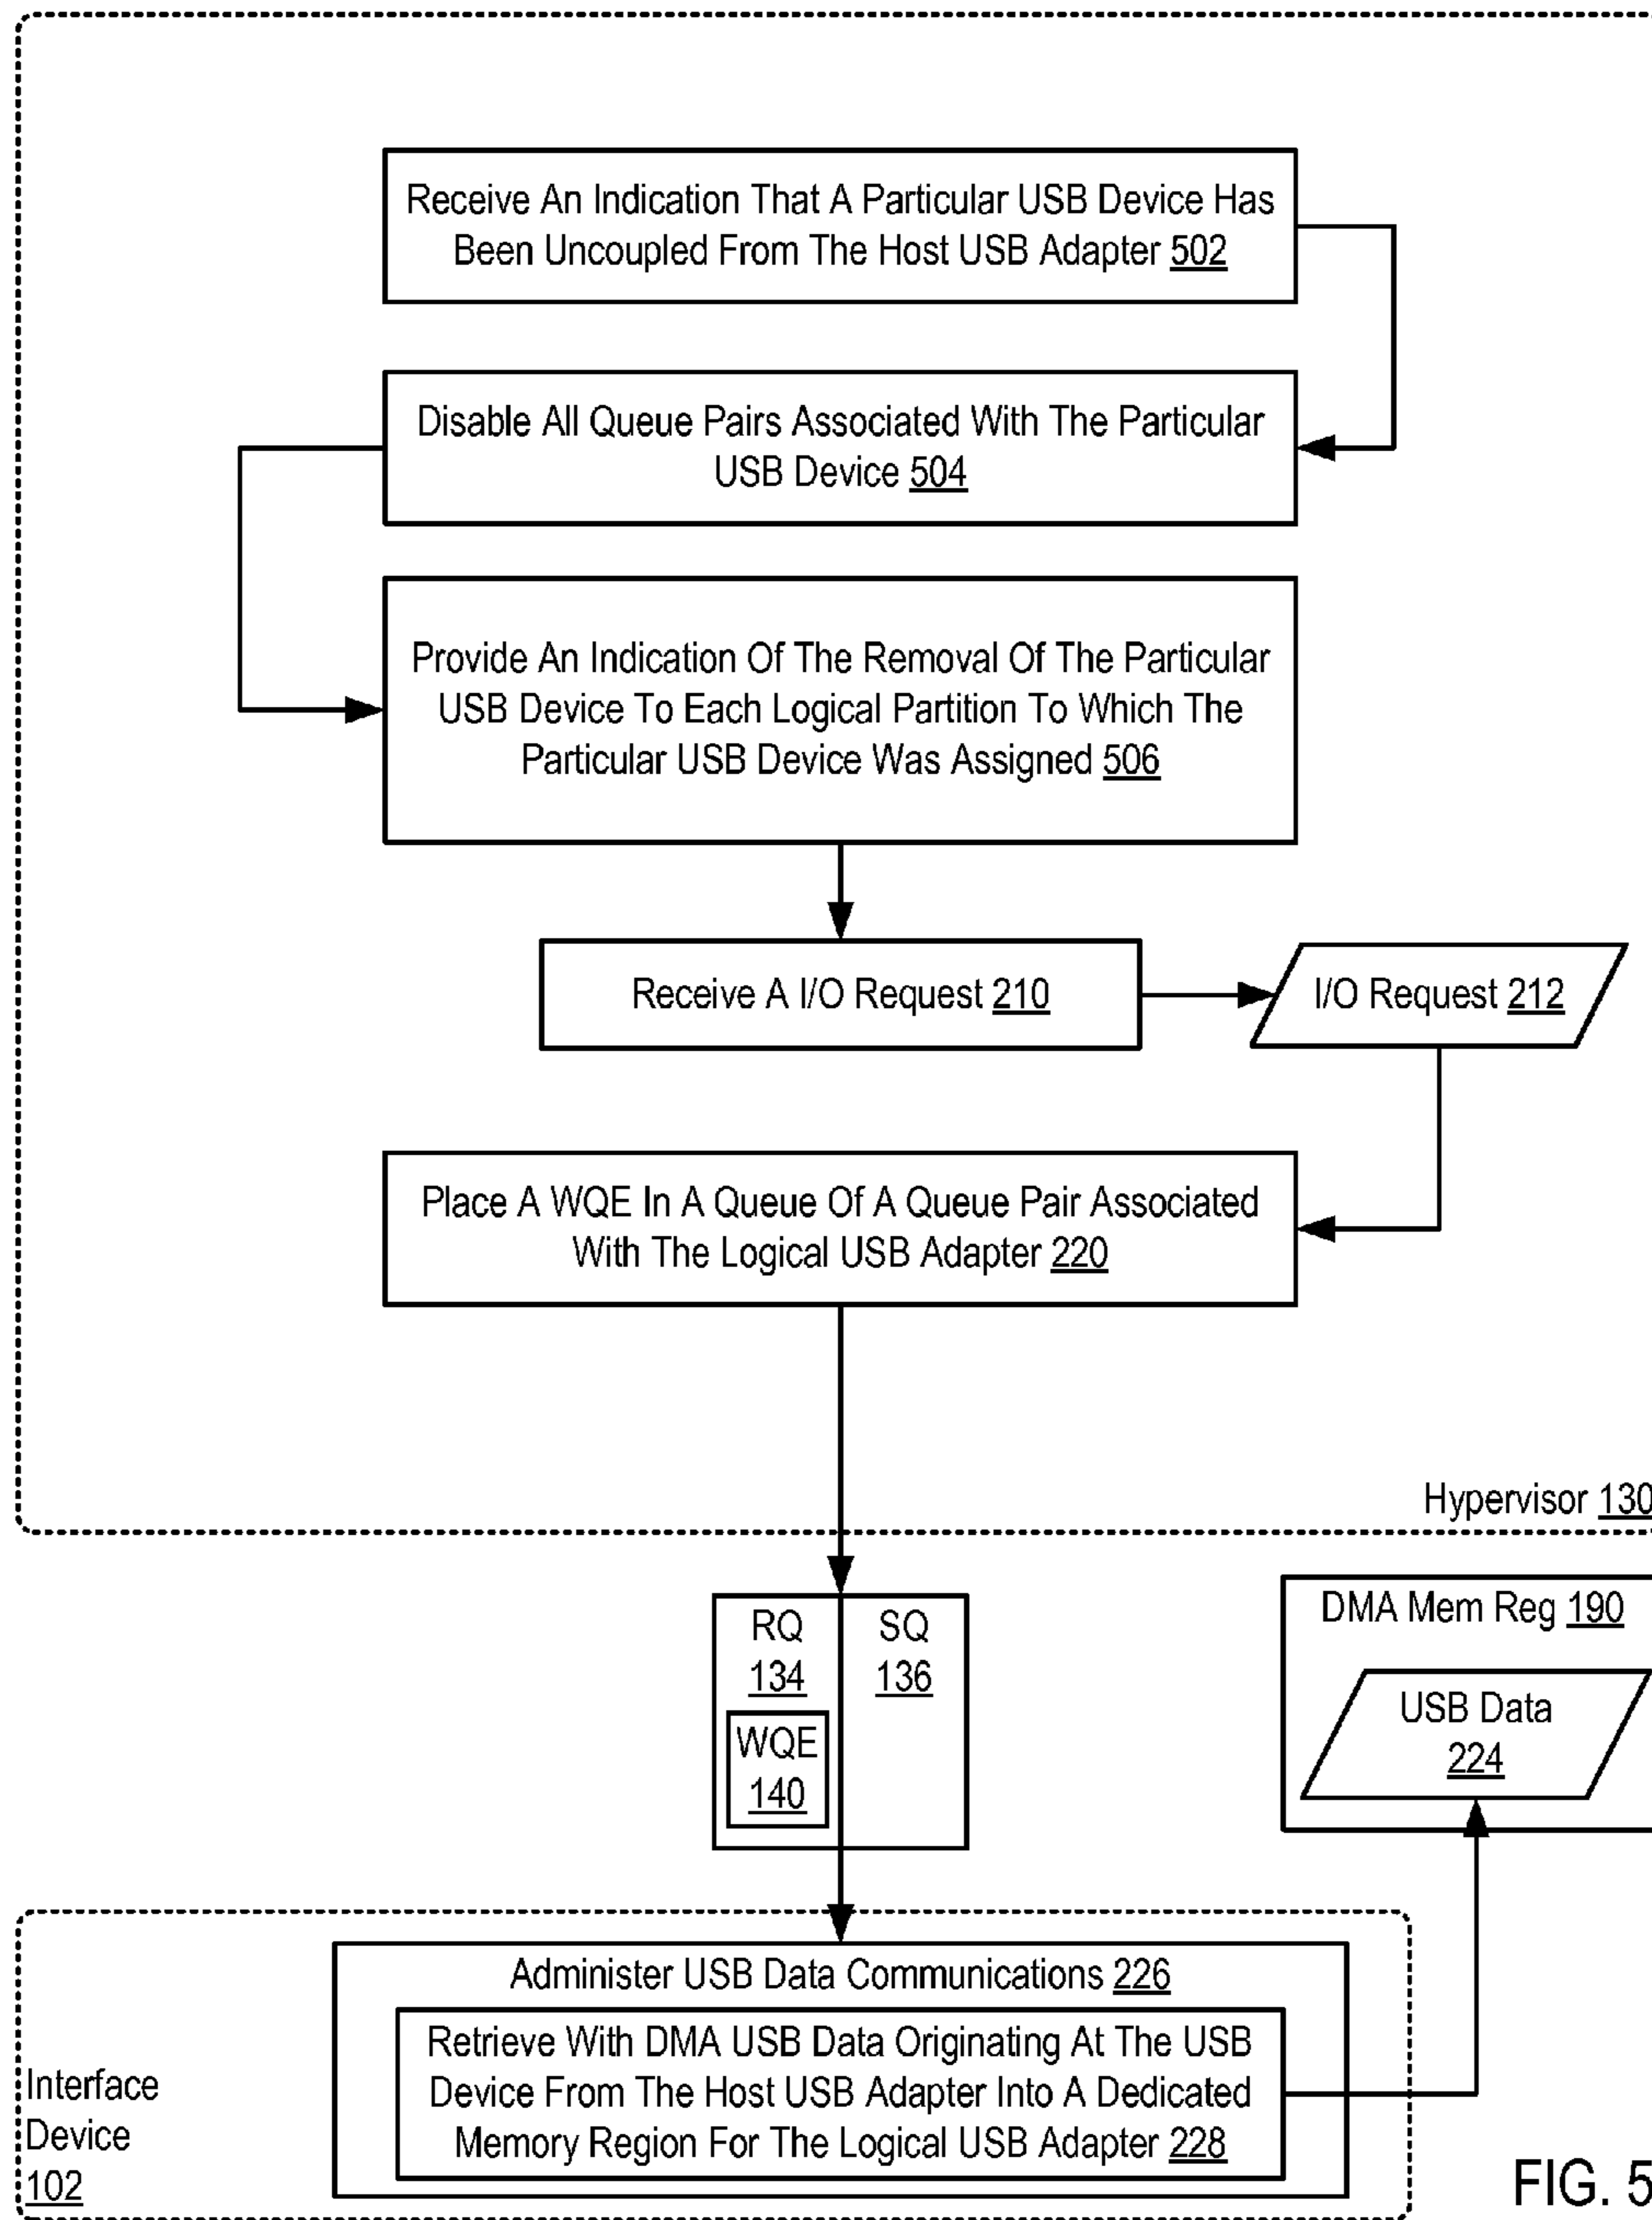 Receive An Indication That A Particular USB Device Has
Been Uncoupled From The Host USB Adapter 502
Disable All Queue Pairs Associated With The Particular
USB Device 504
Provide An Indication Of The Removal Of The Particular
USB Device To Each Logical Partition To Which The
Particular USB Device Was Assigned 506
Receive A I/O Request 210
I/O Request 212
Place A WQE In A Queue Of A Queue Pair Associated
With The Logical USB Adapter 220
Hypervisor 130
RQ
134
WQE
140
SQ
136
DMA Mem Reg 190
USB Data
224
Administer USB Data Communications 226
Retrieve With DMA USB Data Originating At The USB
Device From The Host USB Adapter Into A Dedicated
Memory Region For The Logical USB Adapter 228
Interface
Device
102
FIG. 5